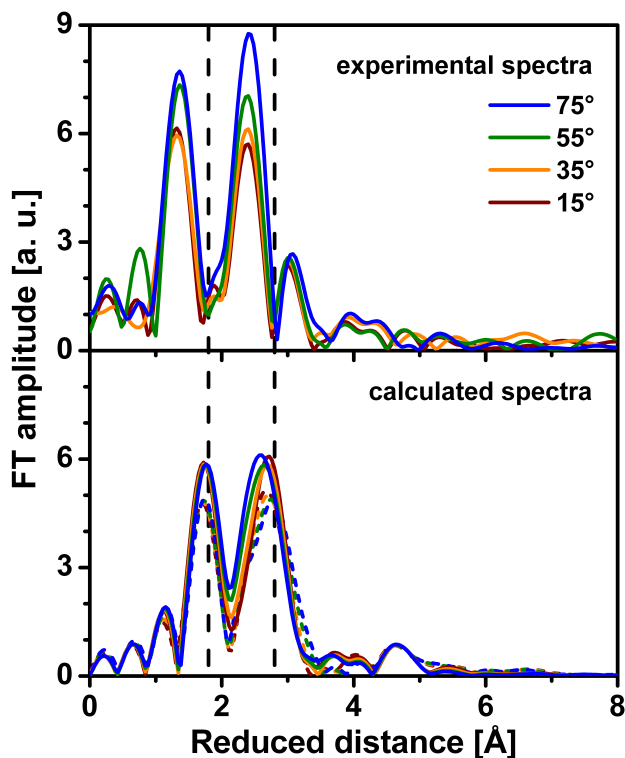 9
experimental spectra
75°
55°
35°
15°
6
3
0
FT amplitude [a. u.]
calculated spectra
6
3
0
0 2 4 6 8
Reduced distance [Å]